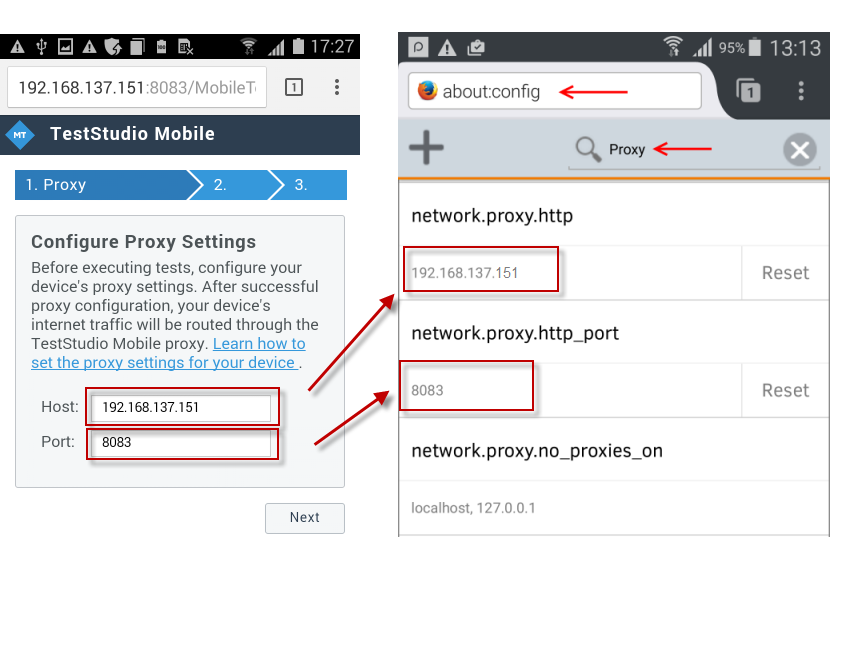 17:27
192.168.137.151:8083/MobileT
1
MT
TestStudio Mobile
1. Proxy
2.
3.
Configure Proxy Settings
Before executing tests, configure your
device's proxy settings. After successful
proxy configuration, your device's
internet traffic will be routed through the
TestStudio Mobile proxy. Learn how to
set the proxy settings for your device .
Host:
192.168.137.151
Port:
8083
Next
95%
13:13
about:config
1
Proxy
network.proxy.http
192.168.137.151
Reset
network.proxy.http_port
8083
Reset
network.proxy.no_proxies_on
localhost, 127.0.0.1